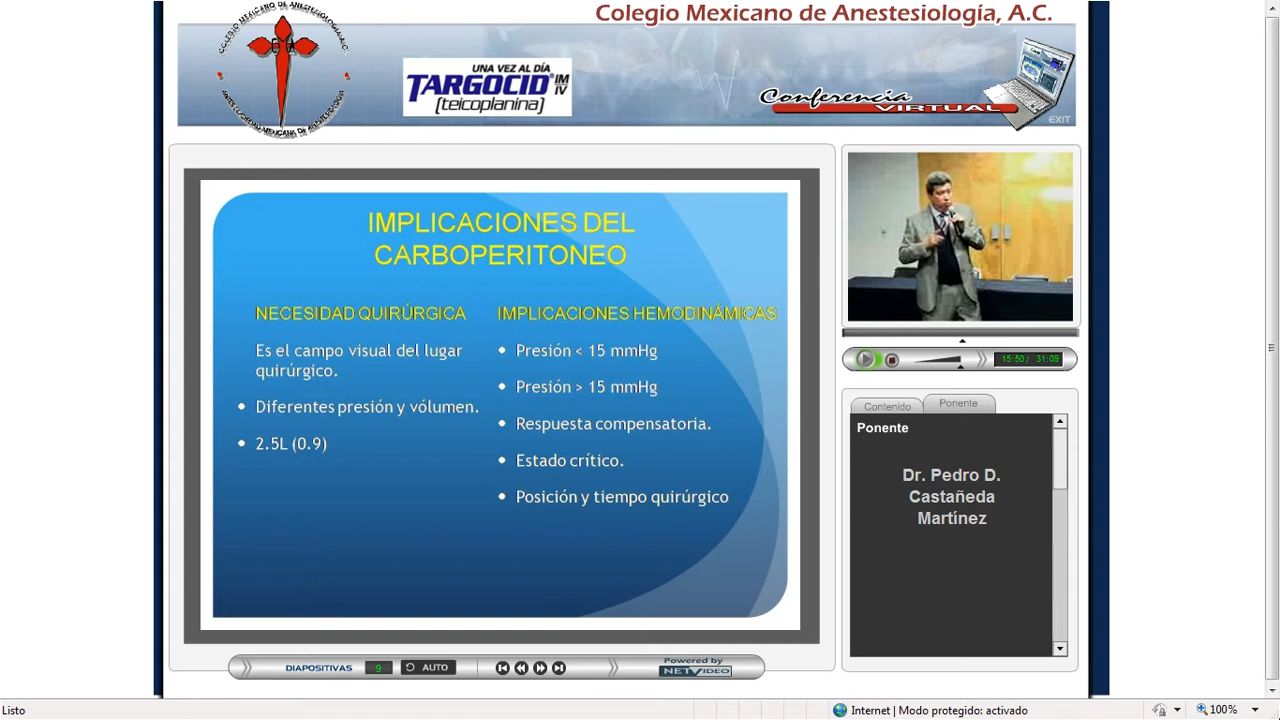 Colegio Mexicano de Anestesiología, A.C.
UNA VEZ AL DÍA
TARGOCID IM IV
[teicoplanina]
Conferencia
VIRTUAL
EXIT
IMPLICACIONES DEL
CARBOPERITONEO
NECESIDAD QUIRÚRGICA
Es el campo visual del lugar
quirúrgico.
• Diferentes presión y vólumen.
• 2.5L (0.9)
IMPLICACIONES HEMODINÁMICAS
• Presión < 15 mmHg
• Presión > 15 mmHg
• Respuesta compensatoria.
• Estado crítico.
• Posición y tiempo quirúrgico
15:50 / 31:09
Contenido
Ponente
Ponente
Dr. Pedro D.
Castañeda
Martínez
DIAPOSITIVAS 9 AUTO
Powered by
NETVIDEO
Listo
Internet | Modo protegido: activado
100%